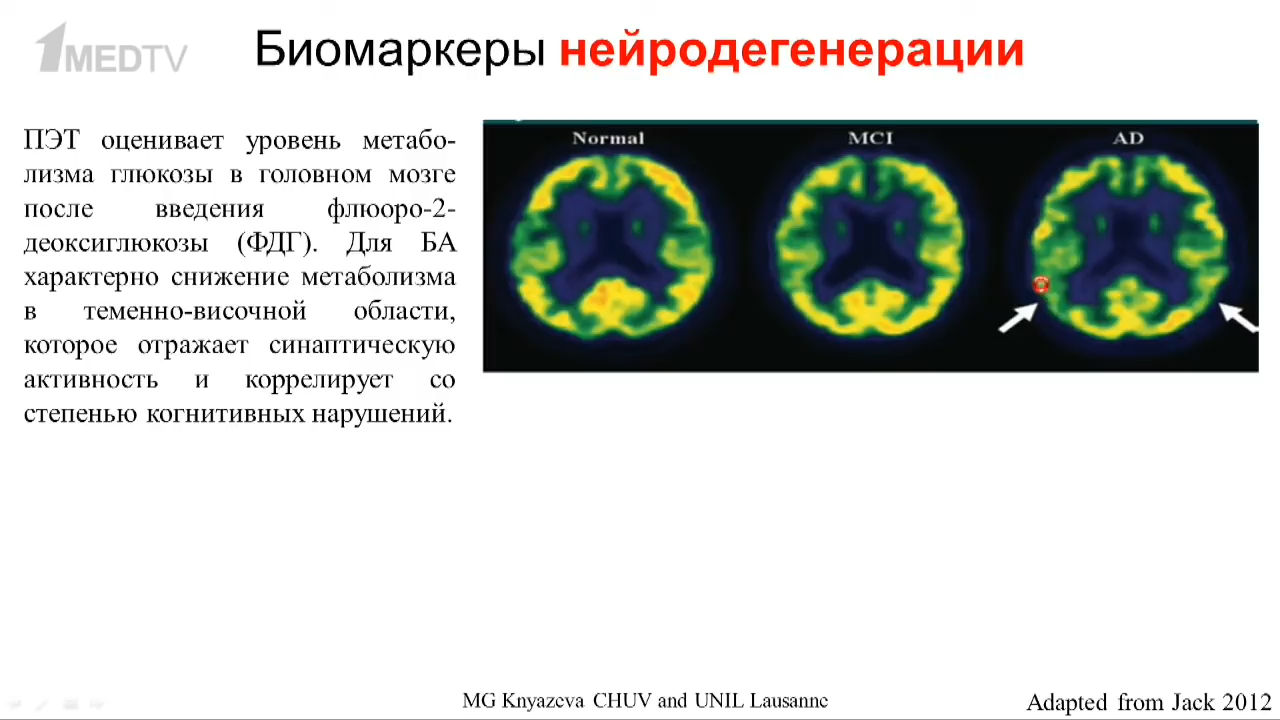 1MEDTV
Биомаркеры нейродегенерации
ПЭТ оценивает уровень метабо-
лизма глюкозы в головном мозге
после введения флюоро-2-
деоксиглюкозы (ФДГ). Для БА
характерно снижение метаболизма
в теменно-височной области,
которое отражает синаптическую
активность и коррелирует со
степенью когнитивных нарушений.
Normal MCI AD
MG Knyazeva CHUV and UNIL Lausanne
Adapted from Jack 2012